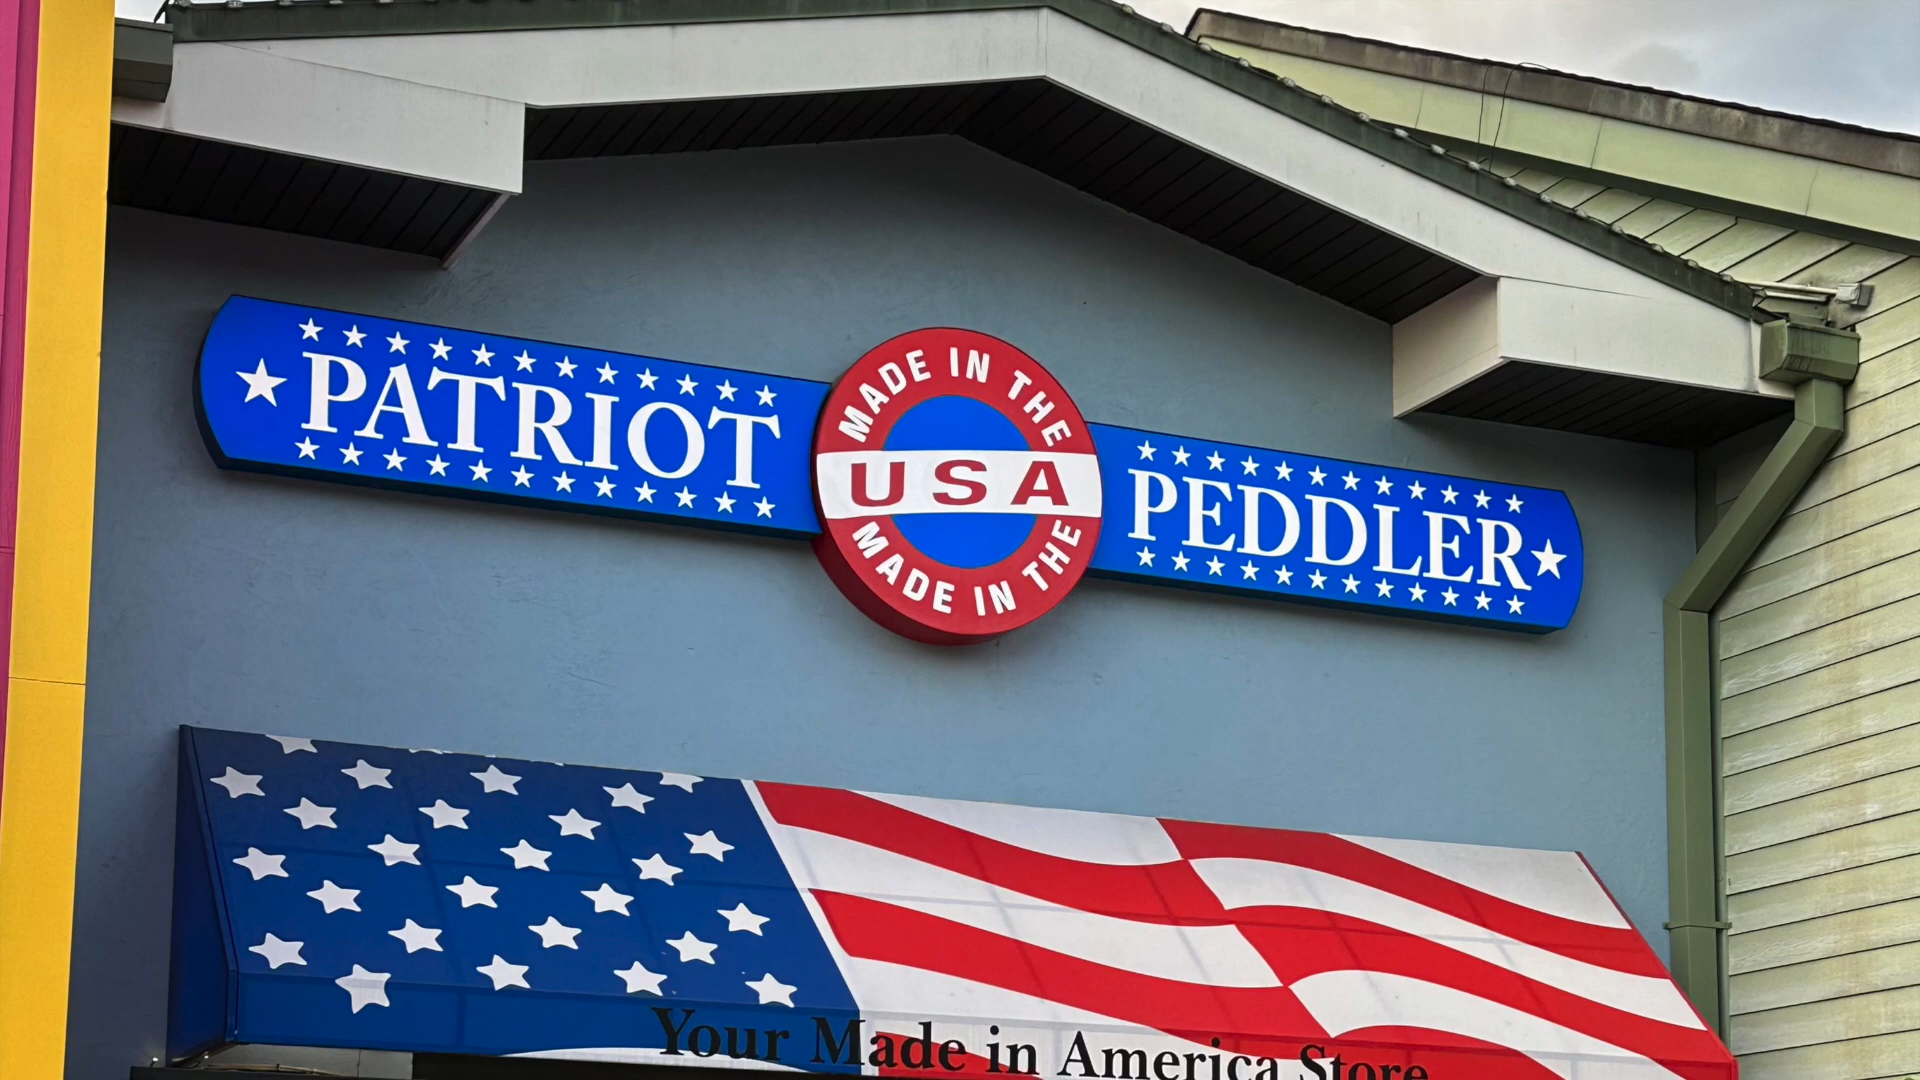 PATRIOT
MADE IN THE
USA
MADE IN THE
PEDDLER
Your Made in America Store